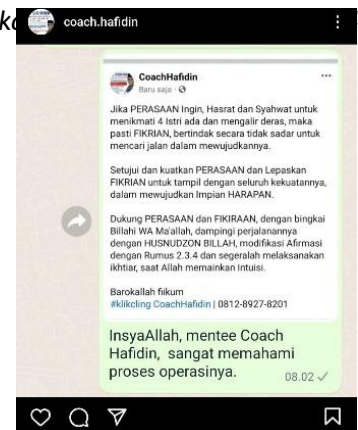 coach.hafidin
CoachHafidin
Baru saja
Jika PERASAAN Ingin, Hasrat dan Syahwat untuk
menikmati 4 Istri ada dan mengalir deras, maka
pasti FIKRIAN, bertindak secara tidak sadar untuk
mencari jalan dalam mewujudkannya.
Setujui dan kuatkan PERASAAN dan Lepaskan
FIKRIAN untuk tampil dengan seluruh kekuatannya,
dalam mewujudkan Impian HARAPAN.
Dukung PERASAAN dan FIKIRAAN, dengan bingkai
Billahi WA Ma'allah, dampingi perjalanannya
dengan HUSNUDZON BILLAH, modifikasi Afirmasi
dengan Rumus 2.3.4 dan segeralah melaksanakan
ikhtiar, saat Allah memainkan Intuisi.
Barokallah fiikum
#klikcling CoachHafidin | 0812-8927-8201
InsyaAllah, mentee Coach
Hafidin, sangat memahami
proses operasinya.
08.02